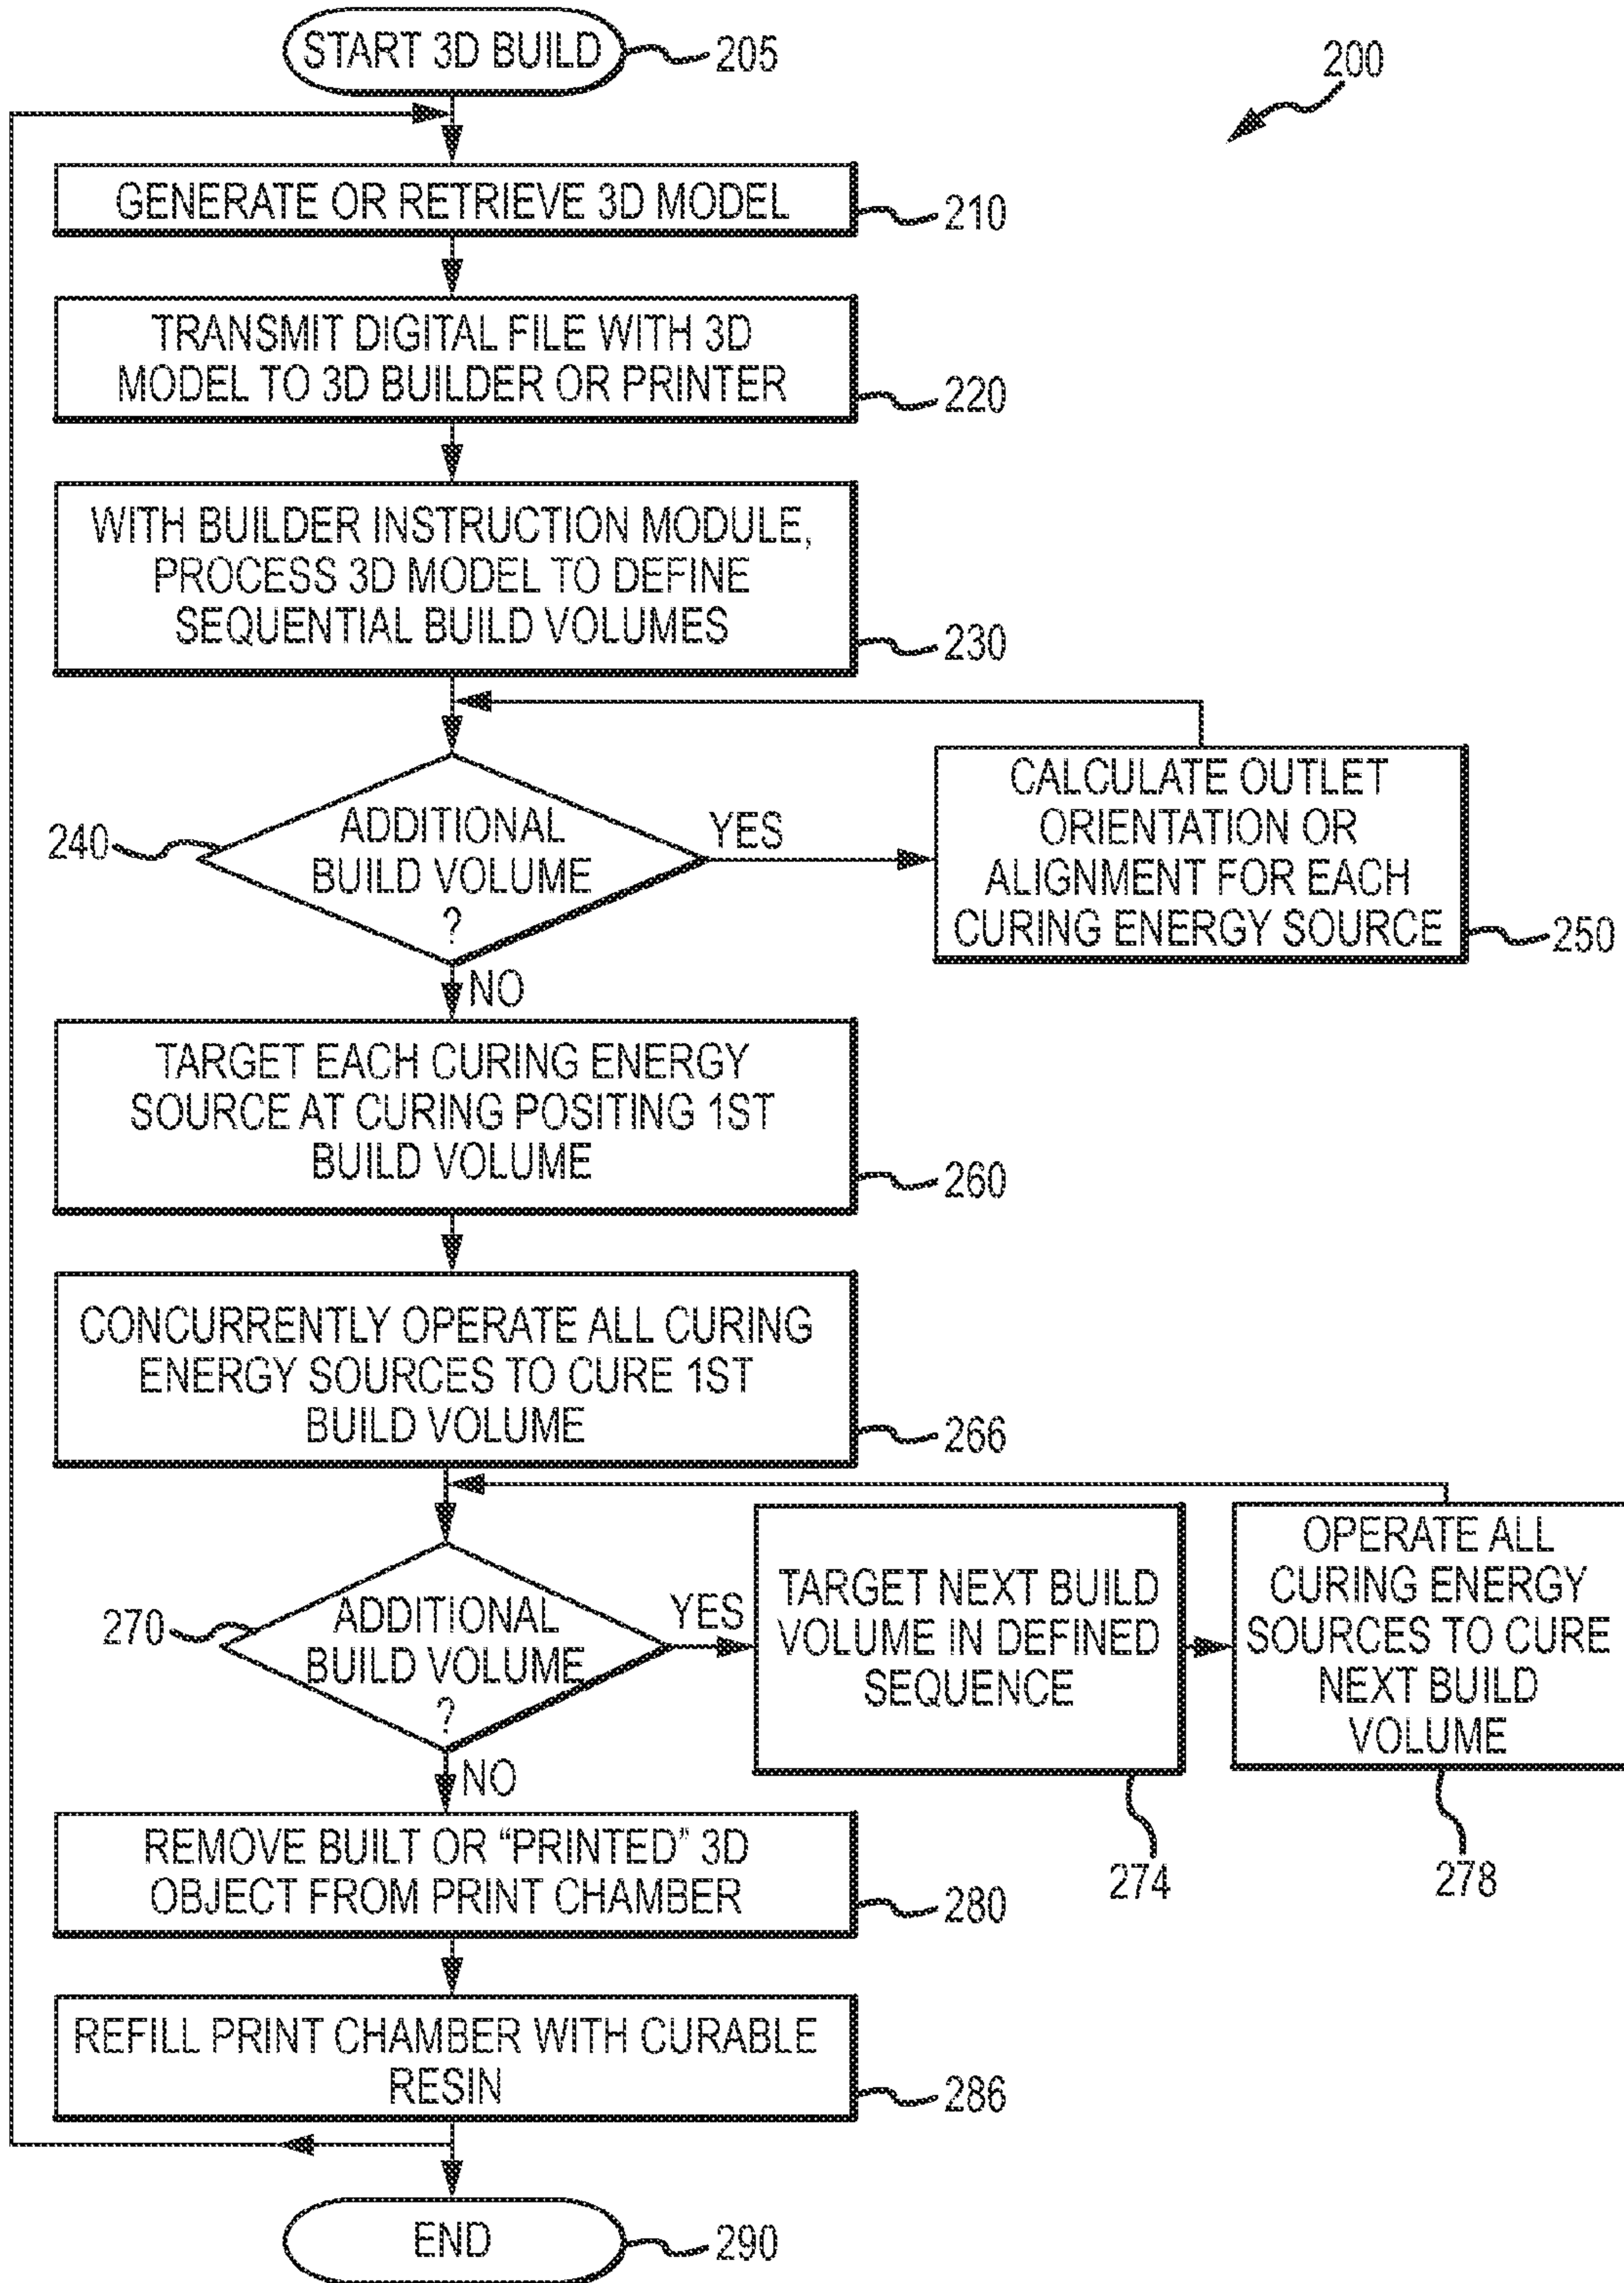 START 3D BUILD
205
200
GENERATE OR RETRIEVE 3D MODEL
210
TRANSMIT DIGITAL FILE WITH 3D
MODEL TO 3D BUILDER OR PRINTER
220
WITH BUILDER INSTRUCTION MODULE,
PROCESS 3D MODEL TO DEFINE
SEQUENTIAL BUILD VOLUMES
230
240
ADDITIONAL
BUILD VOLUME
?
YES
NO
CALCULATE OUTLET
ORIENTATION OR
ALIGNMENT FOR EACH
CURING ENERGY SOURCE
250
TARGET EACH CURING ENERGY
SOURCE AT CURING POSITING 1ST
BUILD VOLUME
260
CONCURRENTLY OPERATE ALL CURING
ENERGY SOURCES TO CURE 1ST
BUILD VOLUME
266
270
ADDITIONAL
BUILD VOLUME
?
YES
NO
TARGET NEXT BUILD
VOLUME IN DEFINED
SEQUENCE
274
OPERATE ALL
CURING ENERGY
SOURCES TO CURE
NEXT BUILD
VOLUME
278
REMOVE BUILT OR “PRINTED” 3D
OBJECT FROM PRINT CHAMBER
280
REFILL PRINT CHAMBER WITH CURABLE
RESIN
286
END
290